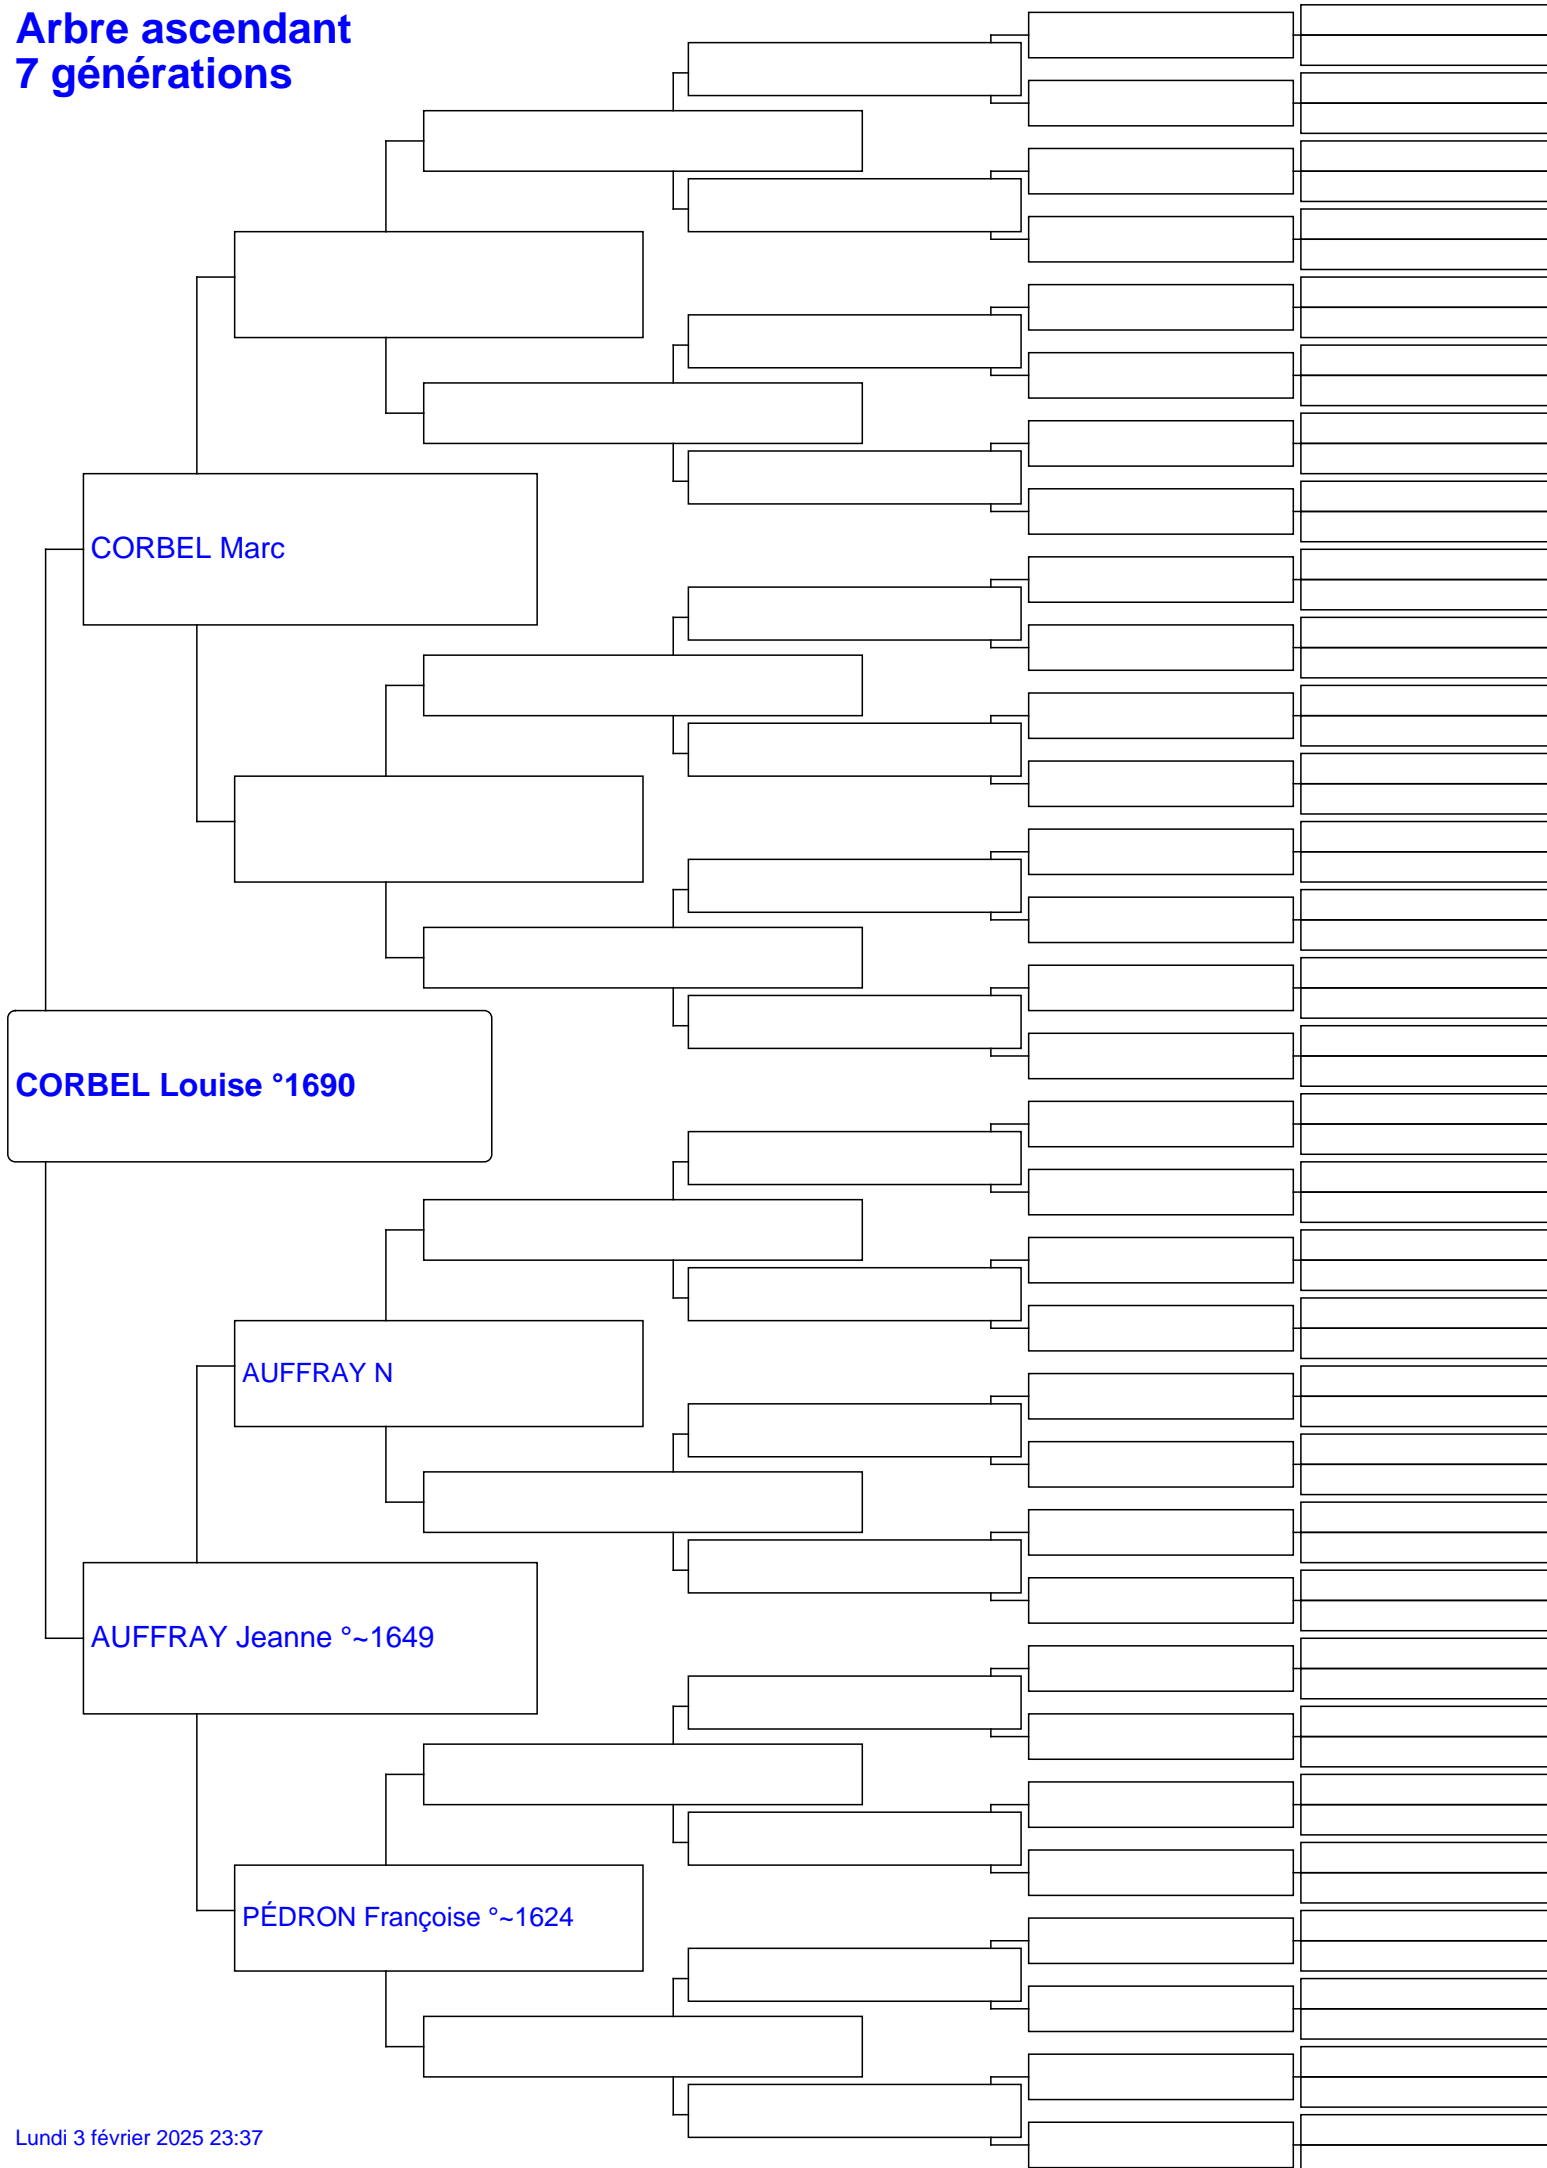 Arbre ascendant
7 générations
CORBEL Marc
CORBEL Louise °1690
AUFFRAY N
AUFFRAY Jeanne °~1649
PÉDRON Françoise °~1624
Lundi 3 février 2025 23:37